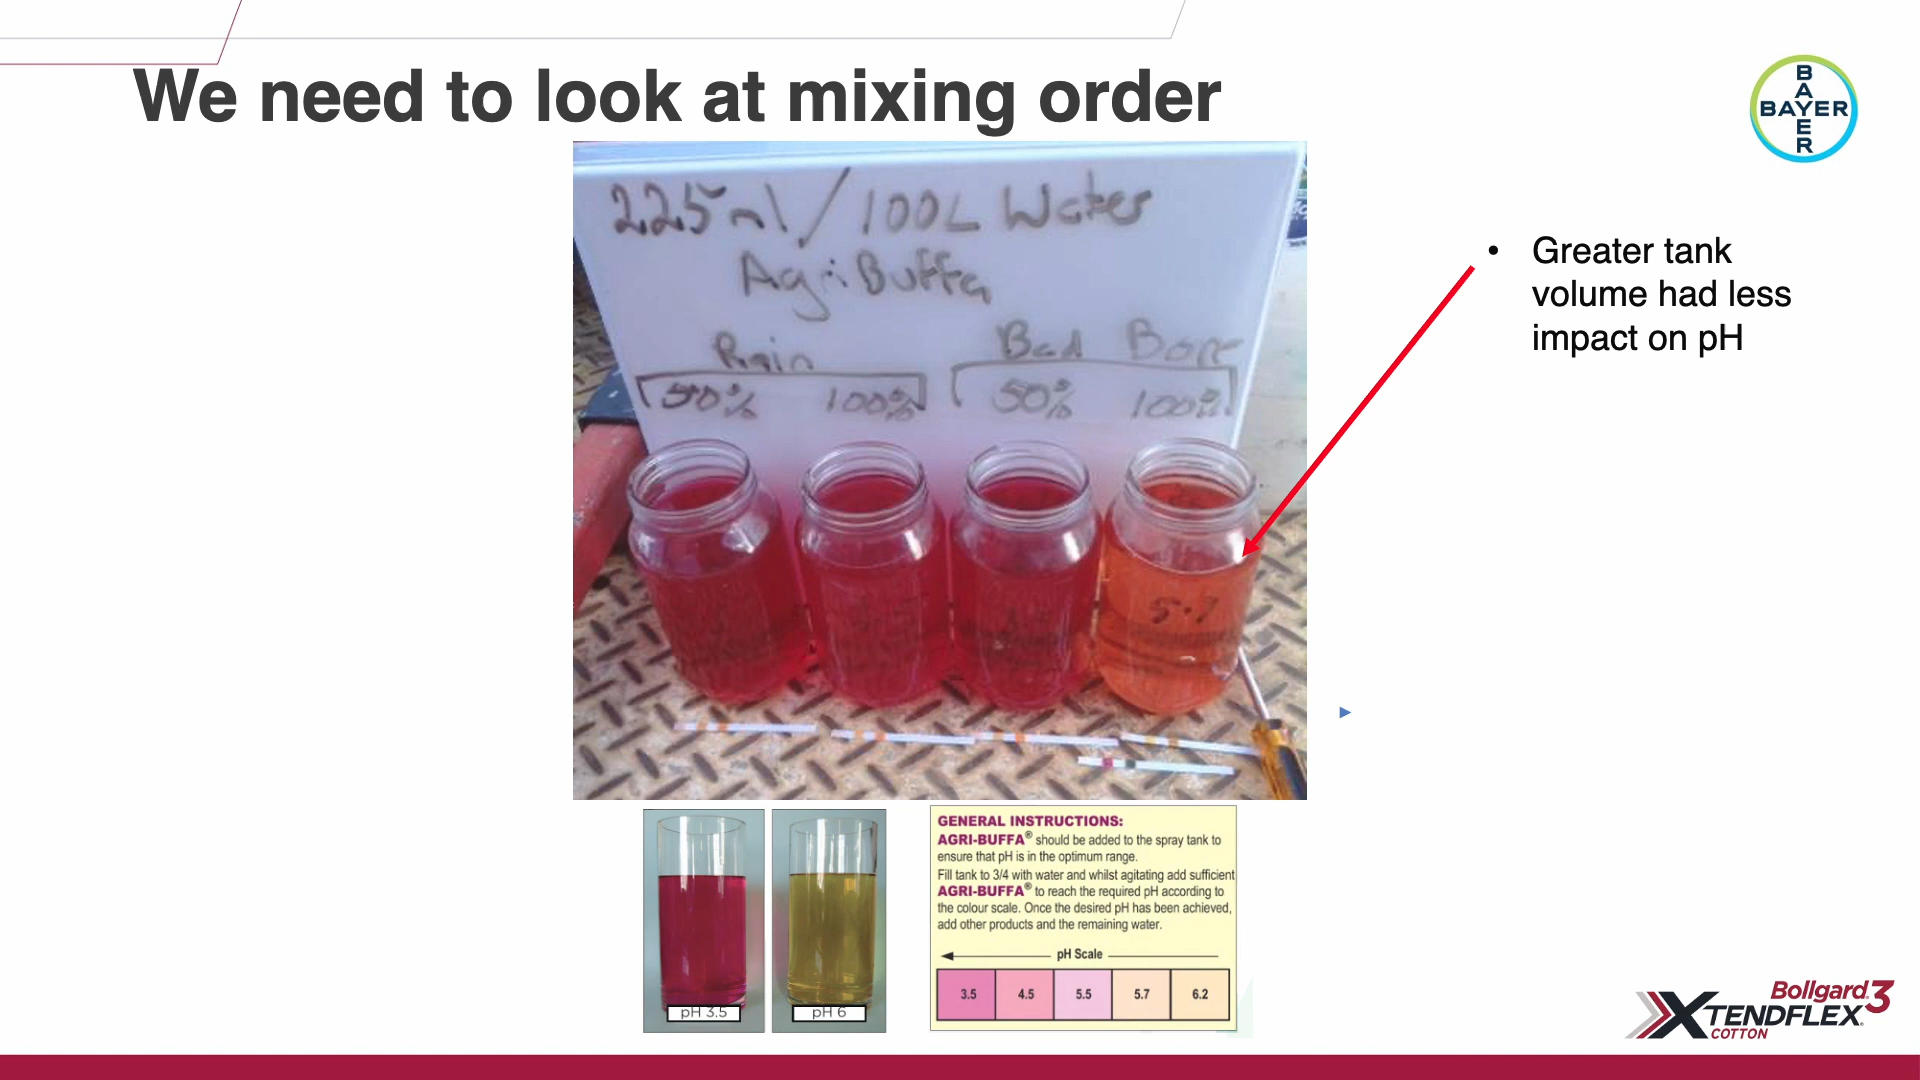 We need to look at mixing order
BAYER
BAYER
225ml/100L Water
Agri Buffa
Rain
Bad Bore
50% 100% 50% 100%
5.7
• Greater tank
volume had less
impact on pH
pH 3.5
pH 6
GENERAL INSTRUCTIONS:
AGRI-BUFFA® should be added to the spray tank to
ensure that pH is in the optimum range.
Fill tank to 3/4 with water and whilst agitating add sufficient
AGRI-BUFFA® to reach the required pH according to
the colour scale. Once the desired pH has been achieved,
add other products and the remaining water.
pH Scale
3.5 4.5 5.5 5.7 6.2
Bollgard 3
XTENDFLEX
COTTON